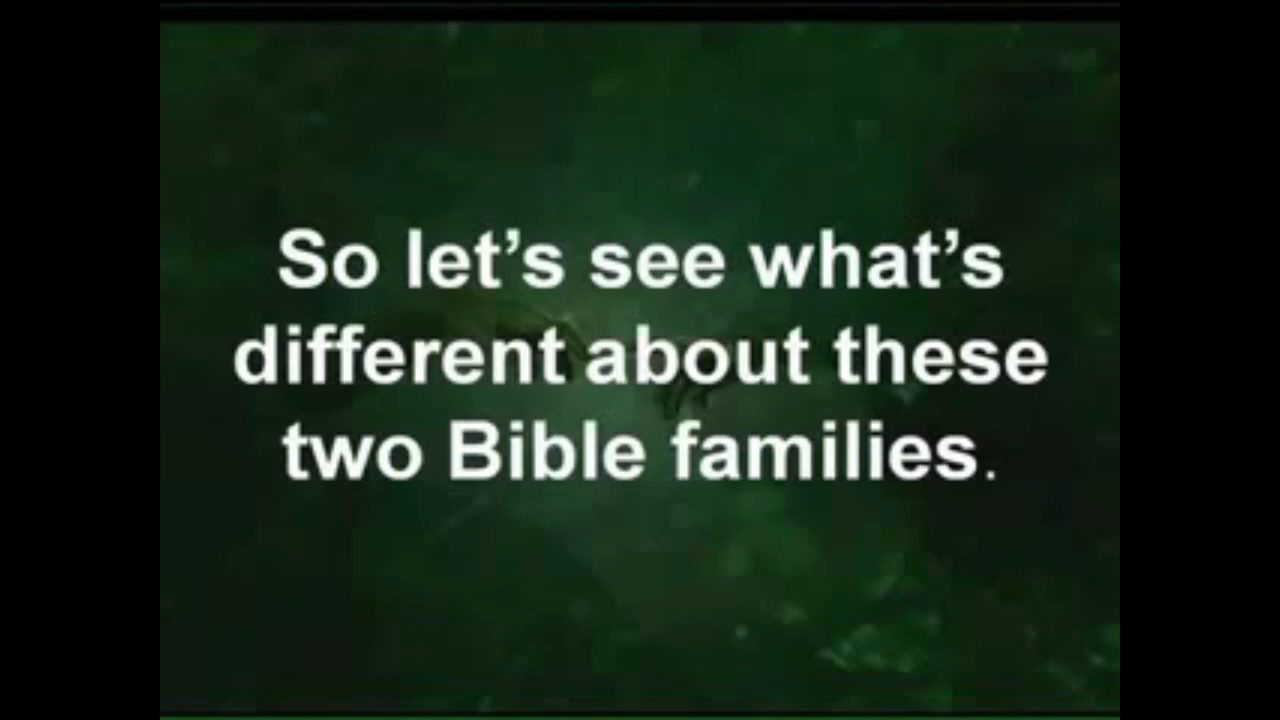 So let’s see what’s
different about these
two Bible families.